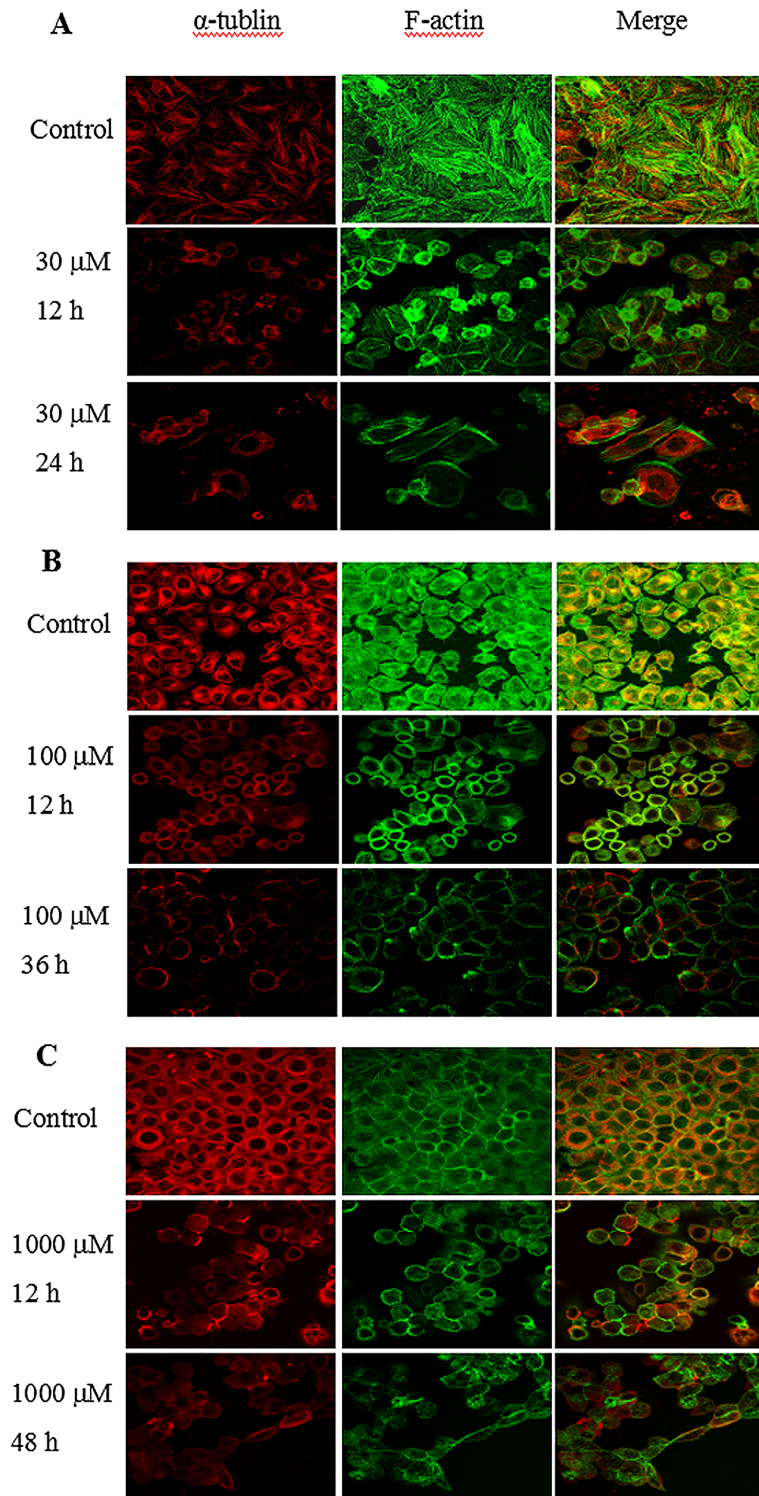 A α-tublin F-actin Merge
Control
30 μM
12 h
30 μM
24 h
B
Control
100 μM
12 h
100 μM
36 h
C
Control
1000 μM
12 h
1000 μM
48 h